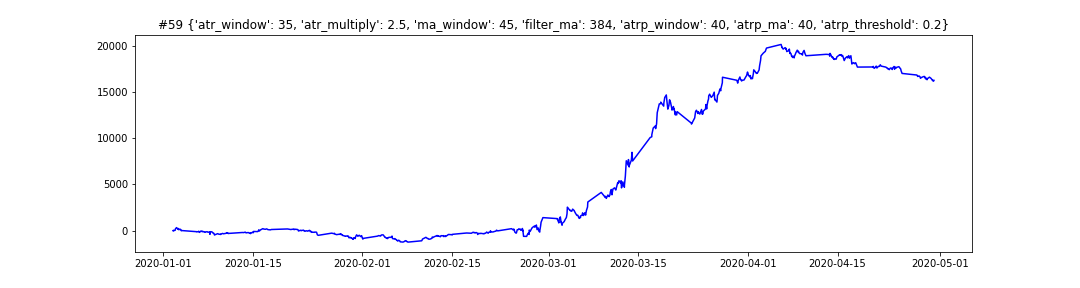 #59 {'atr_window': 35, 'atr_multiply': 2.5, 'ma_window': 45, 'filter_ma': 384, 'atrp_window': 40, 'atrp_ma': 40, 'atrp_threshold': 0.2}
20000
15000
10000
5000
0
2020-01-01 2020-01-15 2020-02-01 2020-02-15 2020-03-01 2020-03-15 2020-04-01 2020-04-15 2020-05-01